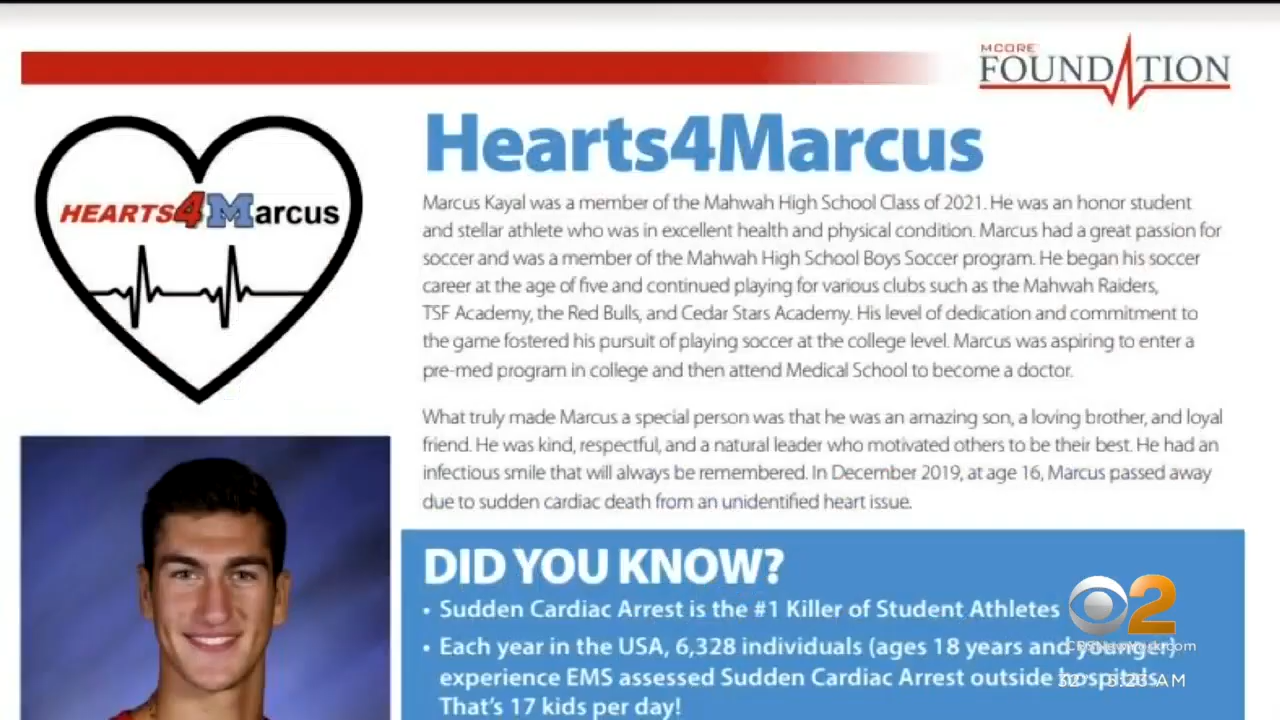 MCORE
FOUNDATION
Hearts4Marcus
HEARTS4Marcus
Marcus Kayal was a member of the Mahwah High School Class of 2021. He was an honor student
and stellar athlete who was in excellent health and physical condition. Marcus had a great passion for
soccer and was a member of the Mahwah High School Boys Soccer program. He began his soccer
career at the age of five and continued playing for various clubs such as the Mahwah Raiders,
TSF Academy, the Red Bulls, and Cedar Stars Academy. His level of dedication and commitment to
the game fostered his pursuit of playing soccer at the college level. Marcus was aspiring to enter a
pre-med program in college and then attend Medical School to become a doctor.
What truly made Marcus a special person was that he was an amazing son, a loving brother, and loyal
friend. He was kind, respectful, and a natural leader who motivated others to be their best. He had an
infectious smile that will always be remembered. In December 2019, at age 16, Marcus passed away
due to sudden cardiac death from an unidentified heart issue.
DID YOU KNOW?
• Sudden Cardiac Arrest is the #1 Killer of Student Athletes
• Each year in the USA, 6,328 individuals (ages 18 years and younger)
experience EMS assessed Sudden Cardiac Arrest outside hospitals.
That's 17 kids per day!
2
CBSNewYork.com
32° 5:26 AM